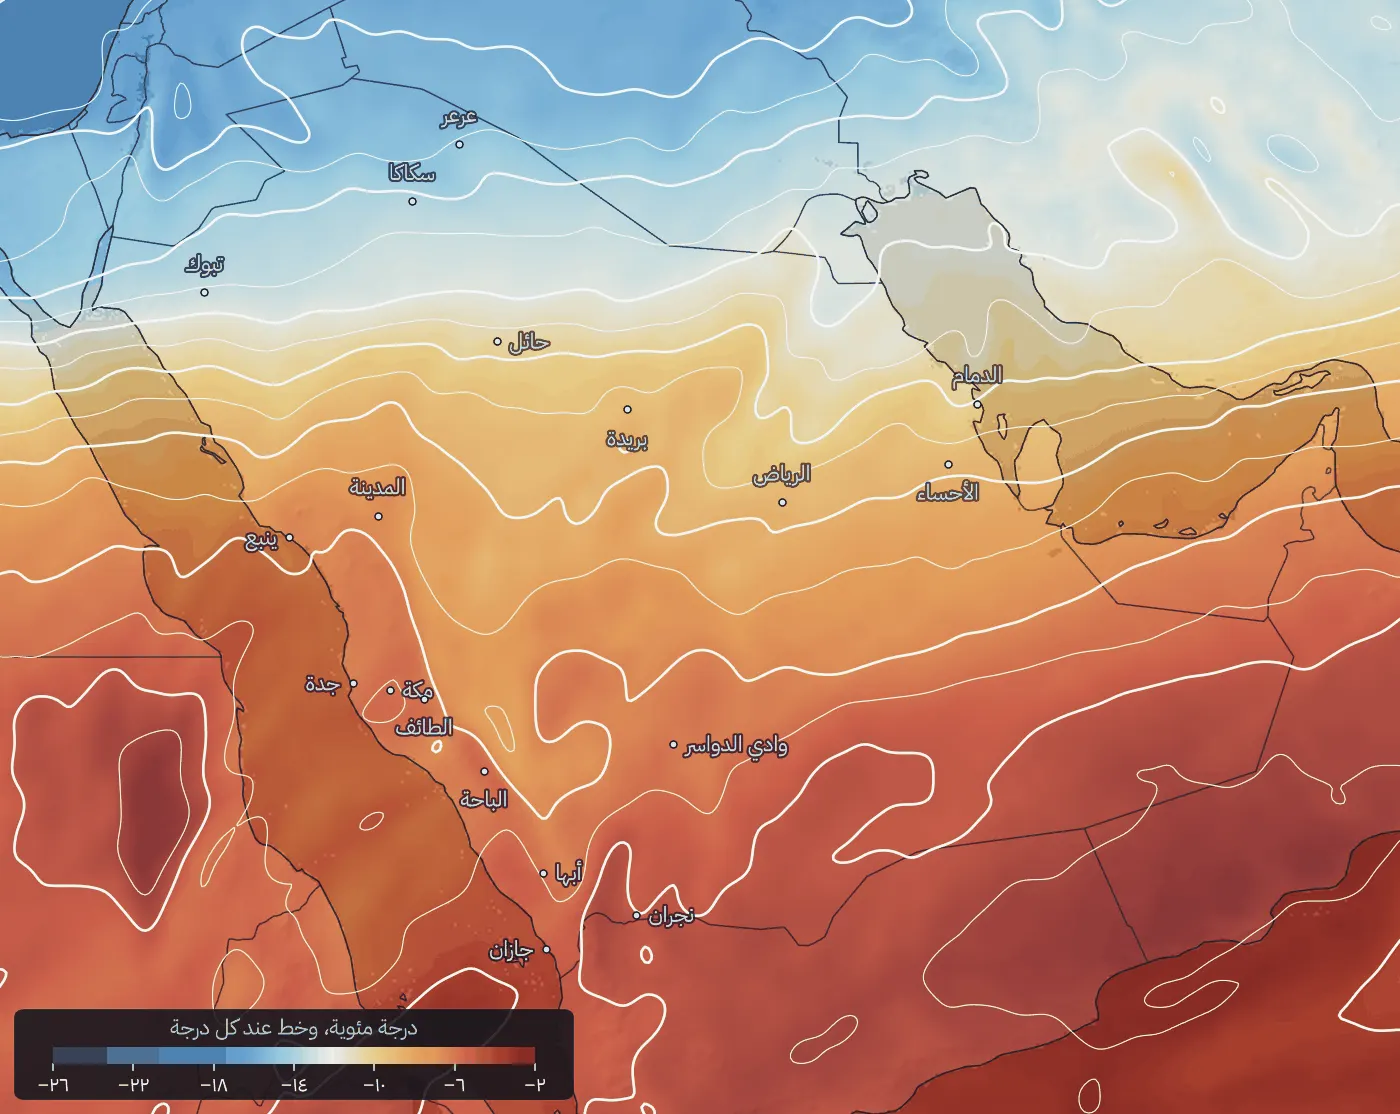 عرعر
سكاكا
تبوك
حائل
الدمام
بريدة
الرياض
الأحساء
المدينة
ينبع
جدة
مكة
الطائف
وادي الدواسر
الباحة
أبها
نجران
جازان
درجة مئوية، وخط عند كل درجة
−٢٦ −٢٢ −١٨ −١٤ −١٠ −٦ −٢